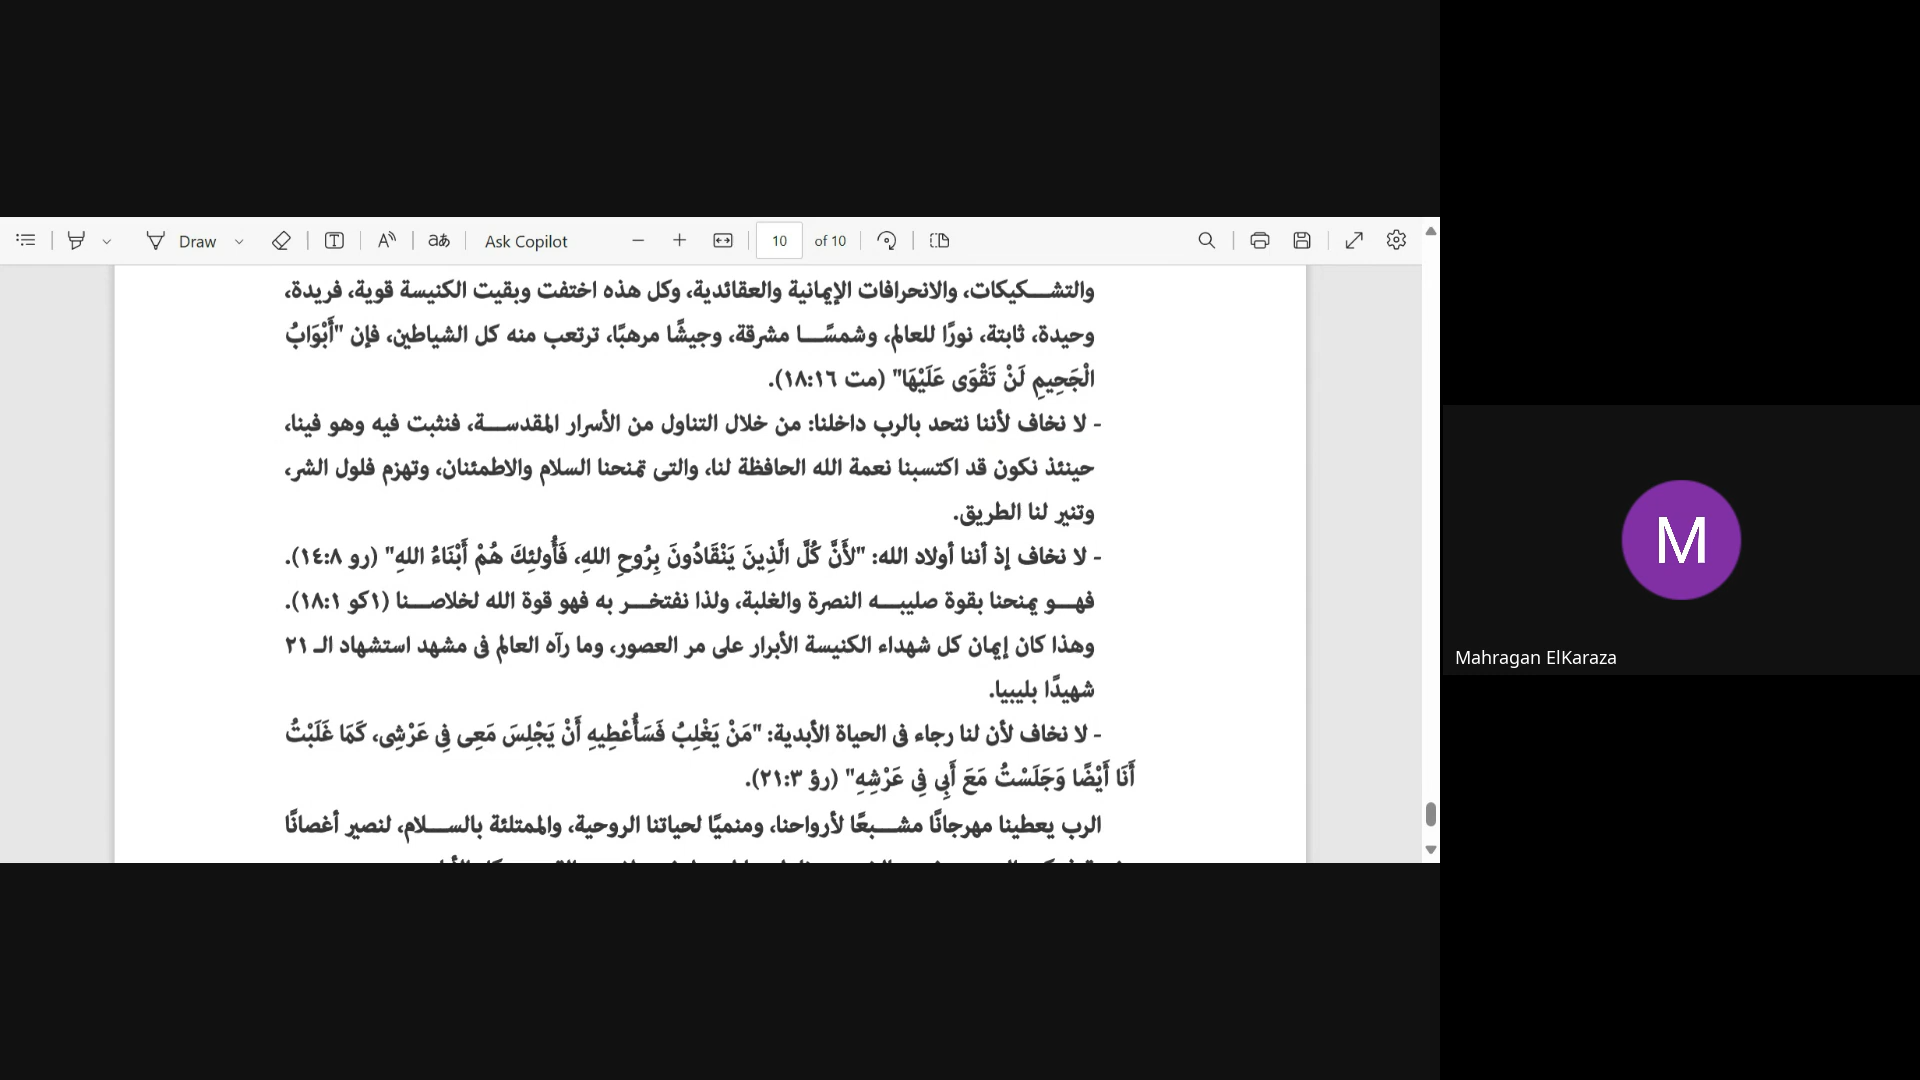 Draw
Ask Copilot
10 of 10
والتشـــكيكات، والانحرافات الإيمانية والعقائدية، وكل هذه اختفت وبقيت الكنيسة قوية، فريدة،
وحيدة، ثابتة، نورًا للعالم، وشمسًـــا مشرقة، وجيشًا مرهبًا، ترتعب منه كل الشياطين، فإن "أَبْوَابُ
الْجَحِيمِ لَنْ تَقْوَى عَلَيْهَا" (مت ١٨:١٦).
- لا نخاف لأننا نتحد بالرب داخلنا: من خلال التناول من الأسرار المقدســـة، فنثبت فيه وهو فينا،
حينئذ نكون قد اكتسبنا نعمة الله الحافظة لنا، والتى تمنحنا السلام والاطمئنان، وتهزم فلول الشر،
وتنير لنا الطريق.
- لا نخاف إذ أننا أولاد الله: "لأَنَّ كُلَّ الَّذِينَ يَنْقَادُونَ بِرُوحِ اللهِ، فَأُولئِكَ هُمْ أَبْنَاءُ اللهِ" (رو ١٤:٨).
فهـــو يمنحنا بقوة صليبـــه النصرة والغلبة، ولذا نفتخـــر به فهو قوة الله لخلاصـــنا (١كو ١٨:١).
وهذا كان إيمان كل شهداء الكنيسة الأبرار على مر العصور، وما رآه العالم فى مشهد استشهاد الـ ٢١
شهيدًا بليبيا.
- لا نخاف لأن لنا رجاء فى الحياة الأبدية: "مَنْ يَغْلِبُ فَسَأُعْطِيهِ أَنْ يَجْلِسَ مَعِى فِى عَرْشِى، كَمَا غَلَبْتُ
أَنَا أَيْضًا وَجَلَسْتُ مَعَ أَبِى فِى عَرْشِهِ" (رؤ ٢١:٣).
الرب يعطينا مهرجانًا مشـــبعًا لأرواحنا، ومنميًا لحياتنا الروحية، والممتلئة بالســـلام، لنصير أغصانًا
M
Mahragan ElKaraza